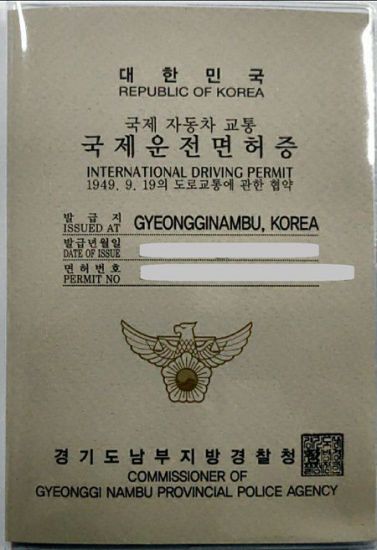 대한민국
REPUBLIC OF KOREA
국제 자동차 교통
국제운전면허증
INTERNATIONAL DRIVING PERMIT
1949. 9. 19의 도로교통에 관한 협약
발급지
ISSUED AT GYEONGGINAMBU, KOREA
발급년월일
DATE OF ISSUE
면허번호
PERMIT NO
경기도남부지방경찰청장
COMMISSIONER OF
GYEONGGI NAMBU PROVINCIAL POLICE AGENCY